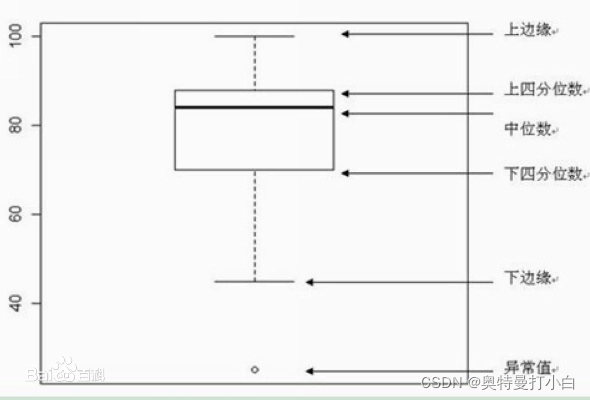 100
80
60
40
上边缘
上四分位数
中位数
下四分位数
下边缘
异常值
Bai百科
CSDN @奥特曼打小白